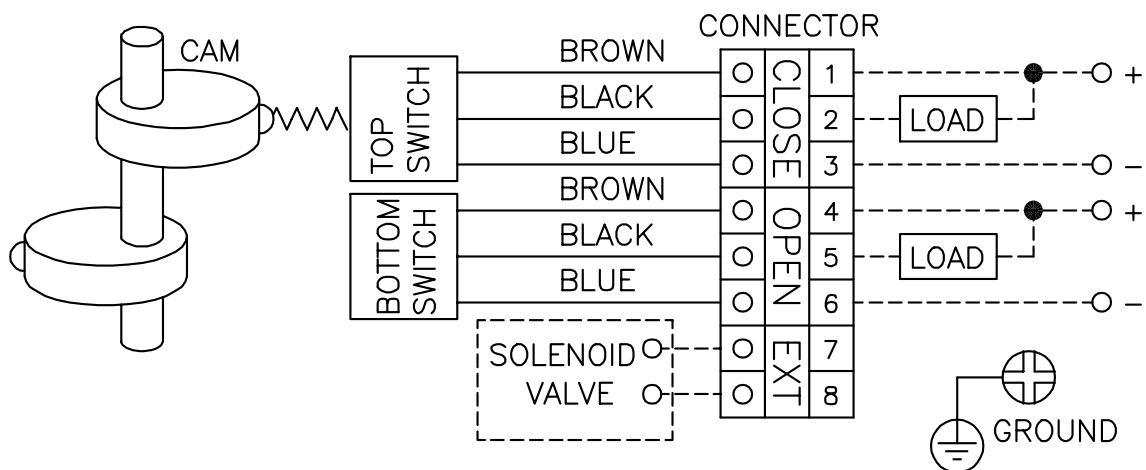 CONNECTOR
CAM
BROWN
BLACK
BLUE
TOP
SWITCH
BROWN
BLACK
BLUE
BOTTOM
SWITCH
SOLENOID
VALVE
CLOSE
OPEN
EXT
1
2
3
4
5
6
7
8
LOAD
+
−
LOAD
+
−
GROUND